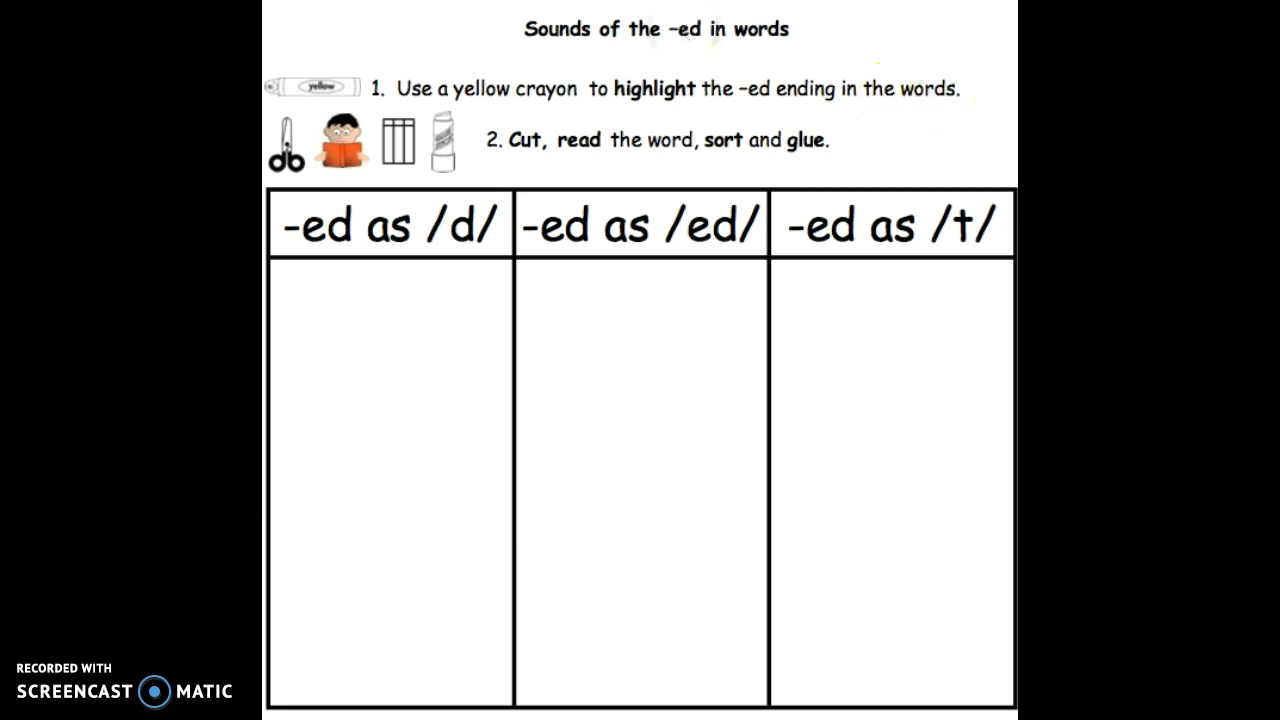 Sounds of the –ed in words
yellow
1. Use a yellow crayon to highlight the –ed ending in the words.
2. Cut, read the word, sort and glue.
-ed as /d/
-ed as /ed/
-ed as /t/
RECORDED WITH
SCREENCAST MATIC